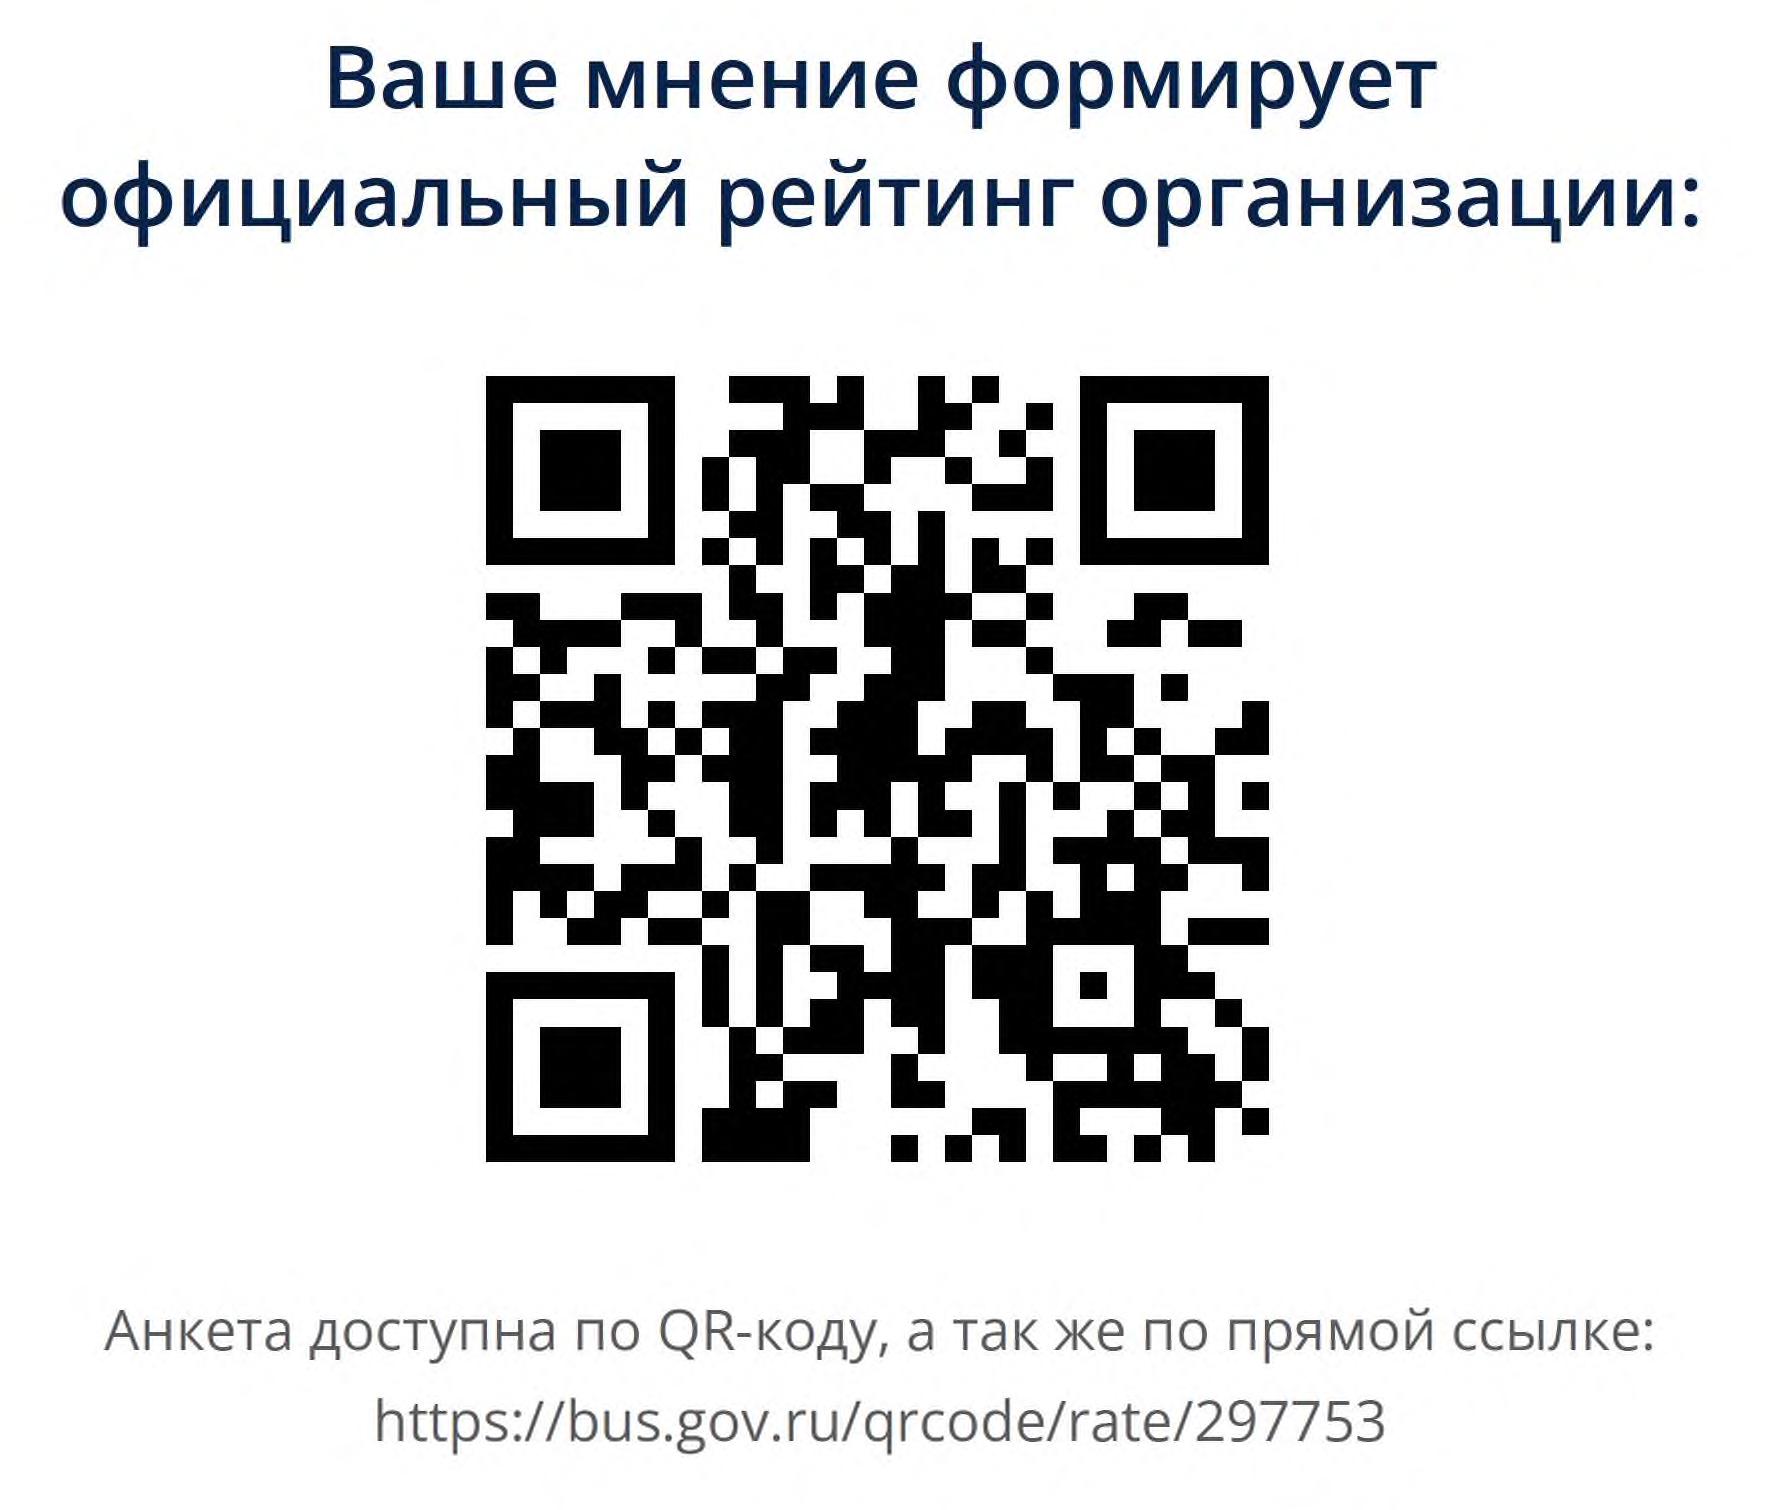 Ваше мнение формирует
официальный рейтинг организации:
Анкета доступна по QR-коду, а так же по прямой ссылке:
https://bus.gov.ru/qrcode/rate/297753